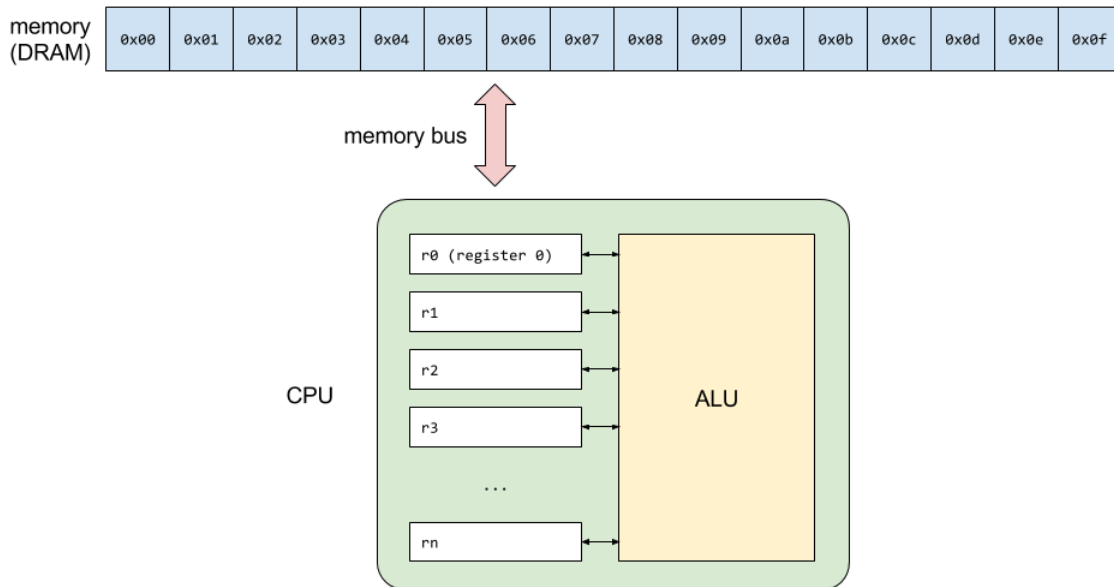 memory
(DRAM)
0x00 0x01 0x02 0x03 0x04 0x05 0x06 0x07 0x08 0x09 0x0a 0x0b 0x0c 0x0d 0x0e 0x0f
memory bus
r0 (register 0)
r1
r2
CPU
ALU
r3
...
rn